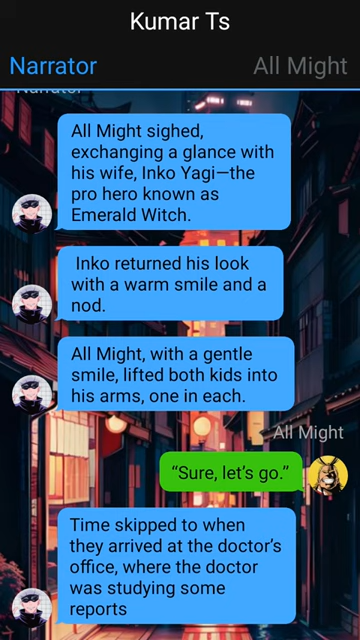 Kumar Ts
Narrator
All Might
Narrator
All Might sighed,
exchanging a glance with
his wife, Inko Yagi—the
pro hero known as
Emerald Witch.
Inko returned his look
with a warm smile and a
nod.
All Might, with a gentle
smile, lifted both kids into
his arms, one in each.
All Might
“Sure, let’s go.”
Time skipped to when
they arrived at the doctor’s
office, where the doctor
was studying some
reports